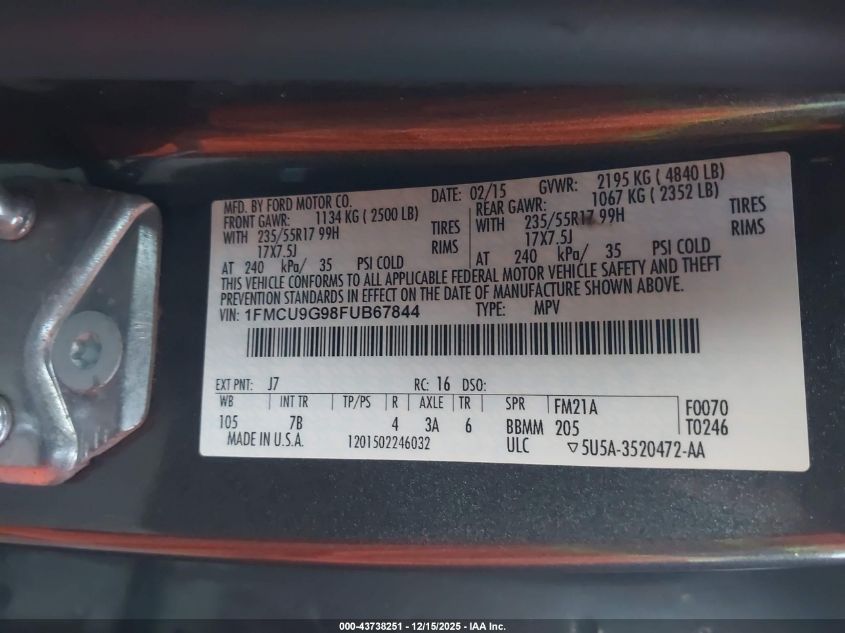 MFD. BY FORD MOTOR CO. DATE: 02/15 GVWR: 2195 KG ( 4840 LB)
FRONT GAWR: 1134 KG ( 2500 LB) REAR GAWR: 1067 KG ( 2352 LB)
WITH 235/55R17 99H TIRES WITH 235/55R17 99H TIRES
17X7.5J RIMS 17X7.5J RIMS
AT 240 kPa/ 35 PSI COLD AT 240 kPa/ 35 PSI COLD
THIS VEHICLE CONFORMS TO ALL APPLICABLE FEDERAL MOTOR VEHICLE SAFETY AND THEFT
PREVENTION STANDARDS IN EFFECT ON THE DATE OF MANUFACTURE SHOWN ABOVE.
VIN: 1FMCU9G98FUB67844 TYPE: MPV
EXT PNT: J7 RC: 16 DSO:
WB INT TR TP/PS R AXLE TR SPR FM21A F0070
105 7B 4 3A 6 BBMM 205 T0246
MADE IN U.S.A. 1201502246032 ULC ▽5U5A-3520472-AA
000-43738251 - 12/15/2025 - IAA Inc.